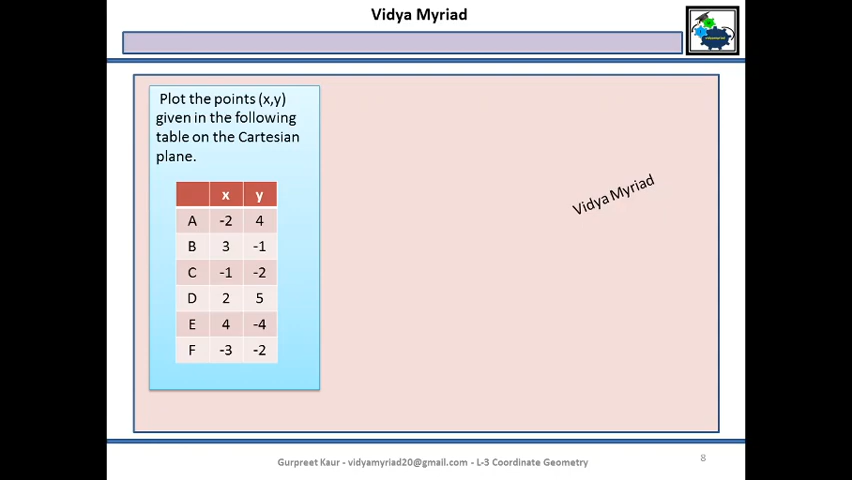 Vidya Myriad
Plot the points (x,y)
given in the following
table on the Cartesian
plane.
x y
A -2 4
B 3 -1
C -1 -2
D 2 5
E 4 -4
F -3 -2
Vidya Myriad
Gurpreet Kaur - vidyamyriad20@gmail.com - L-3 Coordinate Geometry
8